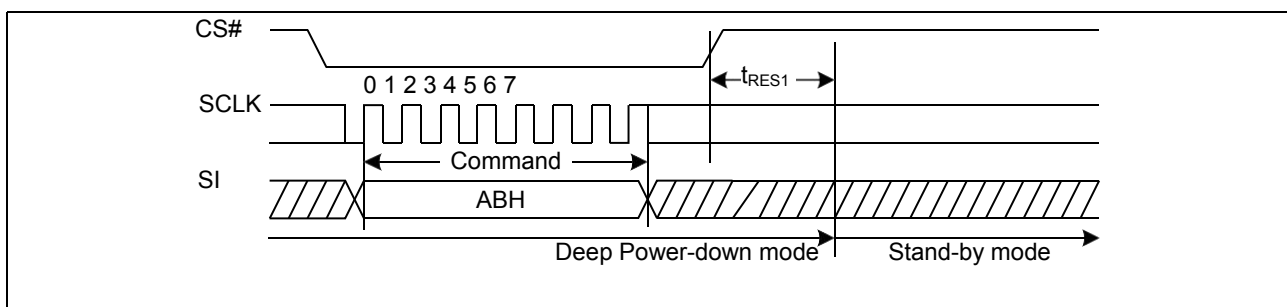 CS#
tRES1
0 1 2 3 4 5 6 7
SCLK
Command
SI
ABH
Deep Power-down mode
Stand-by mode